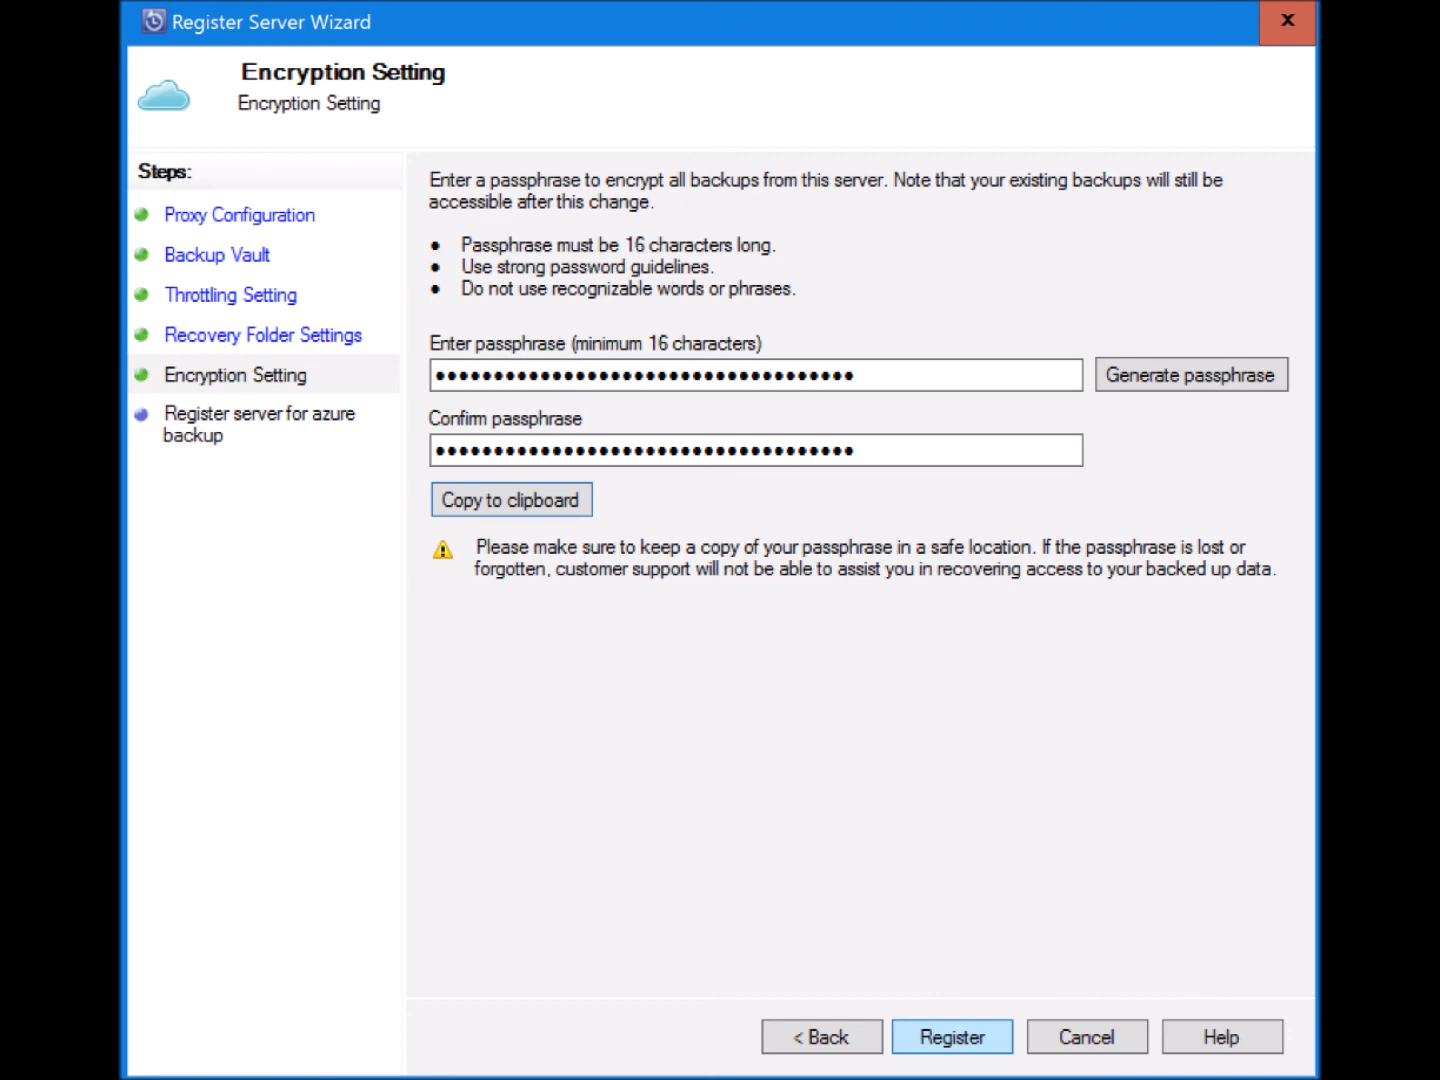 Register Server Wizard
x
Encryption Setting
Encryption Setting
Steps:
Proxy Configuration
Backup Vault
Throttling Setting
Recovery Folder Settings
Encryption Setting
Register server for azure
backup
Enter a passphrase to encrypt all backups from this server. Note that your existing backups will still be
accessible after this change.
• Passphrase must be 16 characters long.
• Use strong password guidelines.
• Do not use recognizable words or phrases.
Enter passphrase (minimum 16 characters)
••••••••••••••••••••••••••••••••••••
Generate passphrase
Confirm passphrase
••••••••••••••••••••••••••••••••••••
Copy to clipboard
Please make sure to keep a copy of your passphrase in a safe location. If the passphrase is lost or
forgotten, customer support will not be able to assist you in recovering access to your backed up data.
< Back
Register
Cancel
Help